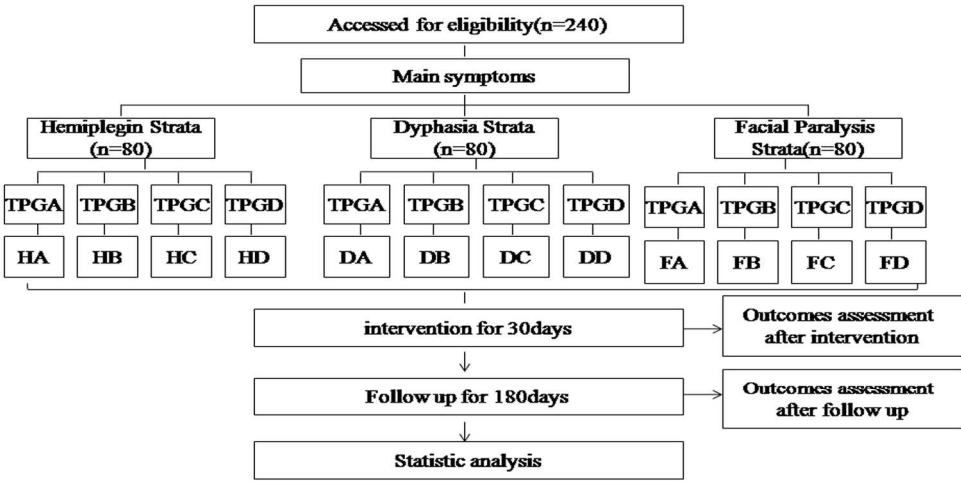 Accessed for eligibility(n=240)
Main symptoms
Hemiplegin Strata
(n=80)
Dyphasia Strata
(n=80)
Facial Paralysis
Strata(n=80)
TPGA TPGB TPGC TPGD
TPGA TPGB TPGC TPGD
TPGA TPGB TPGC TPGD
HA HB HC HD
DA DB DC DD
FA FB FC FD
intervention for 30days
Outcomes assessment
after intervention
Follow up for 180days
Outcomes assessment
after follow up
Statistic analysis